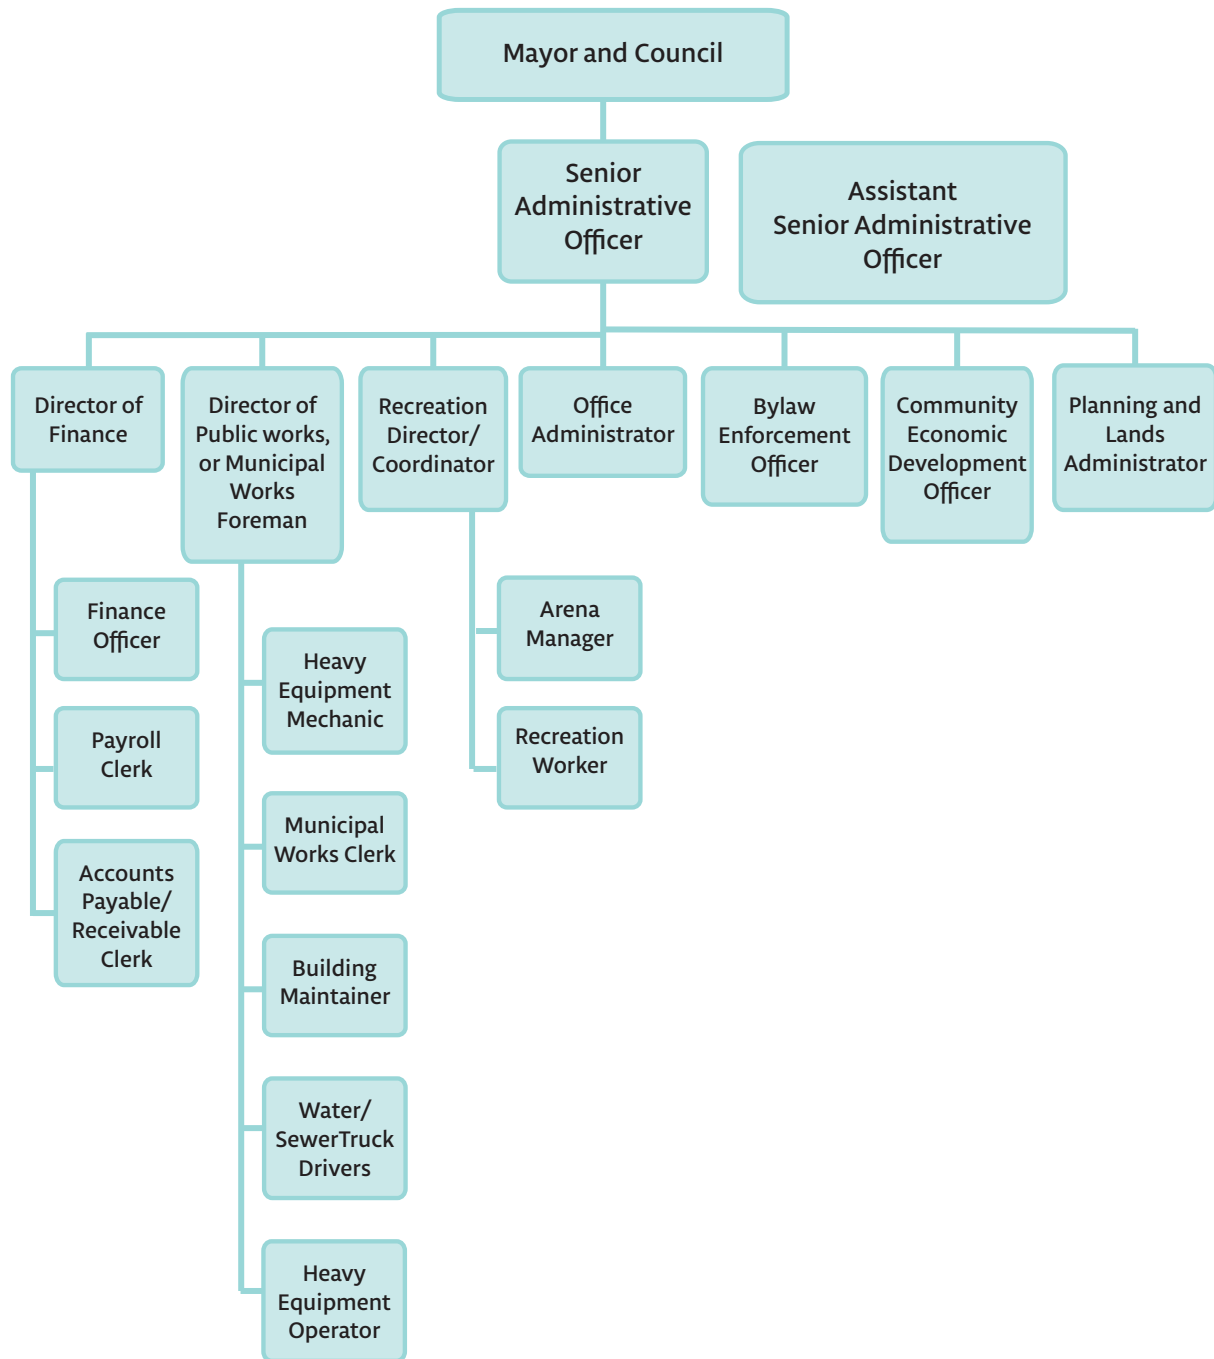 Mayor and Council
Senior
Administrative
Officer
Assistant
Senior Administrative
Officer
Director of
Finance
Director of
Public works,
or Municipal
Works
Foreman
Recreation
Director/
Coordinator
Office
Administrator
Bylaw
Enforcement
Officer
Community
Economic
Development
Officer
Planning and
Lands
Administrator
Finance
Officer
Payroll
Clerk
Accounts
Payable/
Receivable
Clerk
Heavy
Equipment
Mechanic
Municipal
Works Clerk
Building
Maintainer
Water/
SewerTruck
Drivers
Heavy
Equipment
Operator
Arena
Manager
Recreation
Worker